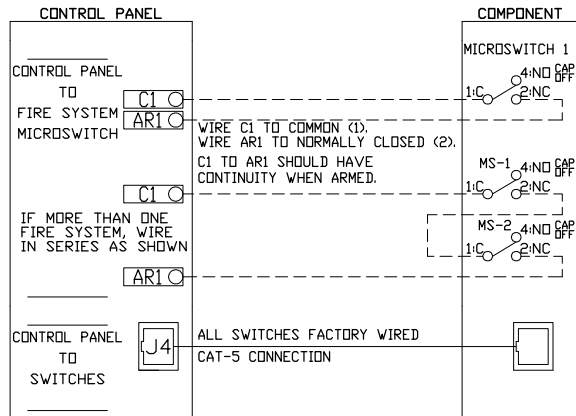 CONTROL PANEL
COMPONENT
CONTROL PANEL
TO
FIRE SYSTEM
MICROSWITCH
C1
AR1
WIRE C1 TO COMMON (1).
WIRE AR1 TO NORMALLY CLOSED (2).
C1 TO AR1 SHOULD HAVE
CONTINUITY WHEN ARMED.
MICROSWITCH 1
4:NO CAP OFF
1:C
2:NC
C1
MS-1
4:NO CAP OFF
1:C
2:NC
IF MORE THAN ONE
FIRE SYSTEM, WIRE
IN SERIES AS SHOWN
MS-2
4:NO CAP OFF
1:C
2:NC
AR1
CONTROL PANEL
TO
SWITCHES
J4
ALL SWITCHES FACTORY WIRED
CAT-5 CONNECTION